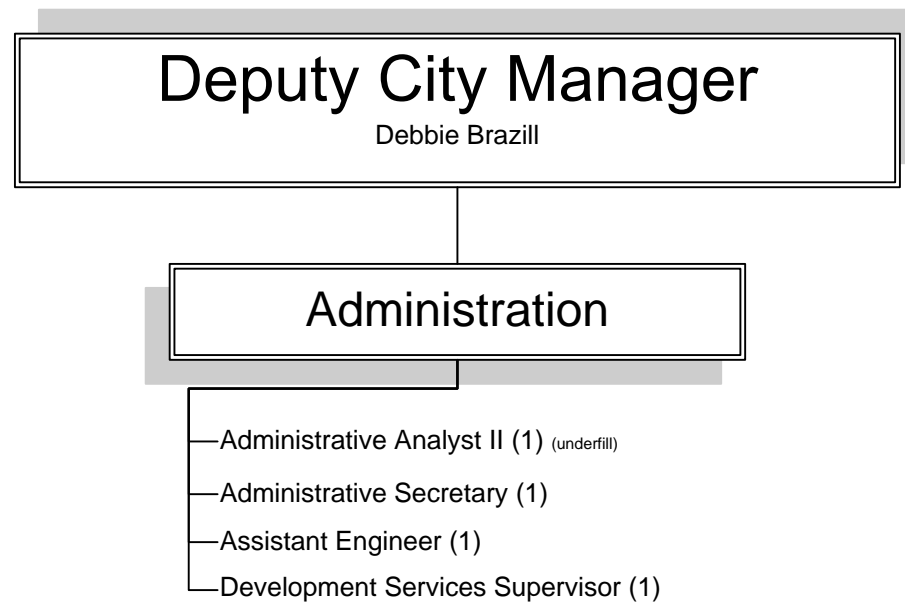 Deputy City Manager
Debbie Brazill
Administration
Administrative Analyst II (1) (underfill)
Administrative Secretary (1)
Assistant Engineer (1)
Development Services Supervisor (1)